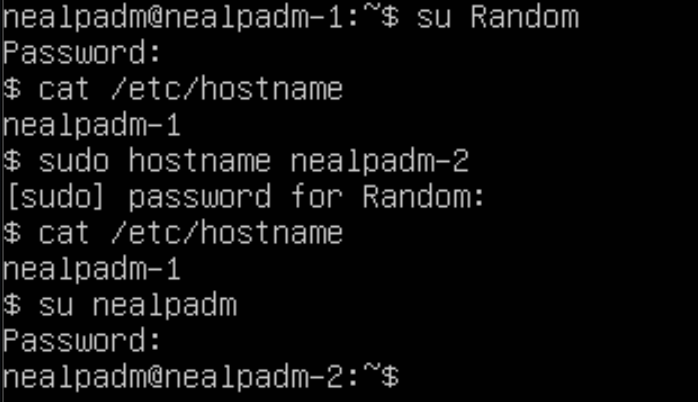 nealpadm@nealpadm-1:~$ su Random
Password:
$ cat /etc/hostname
nealpadm-1
$ sudo hostname nealpadm-2
[sudo] password for Random:
$ cat /etc/hostname
nealpadm-1
$ su nealpadm
Password:
nealpadm@nealpadm-2:~$